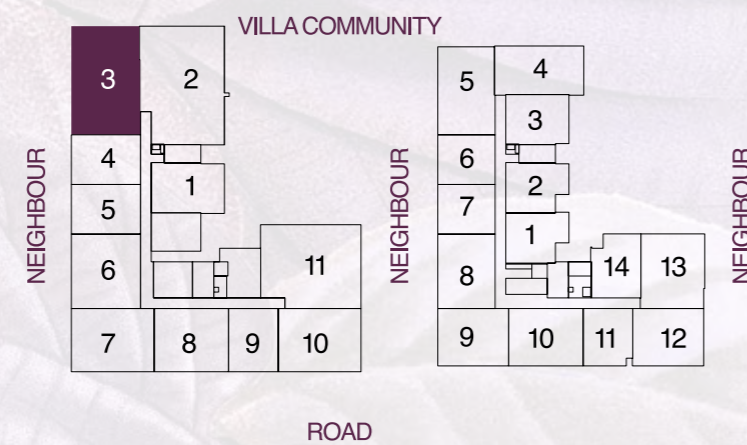 VILLA COMMUNITY
3 2
4
1
5
6
11
7 8 9 10
NEIGHBOUR
NEIGHBOUR
5 4
3
6
2
7
1
8 14 13
9 10 11 12
NEIGHBOUR
ROAD